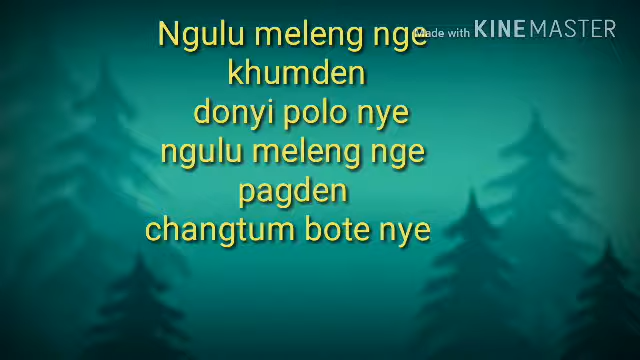 Ngulu meleng nge
Made with KINEMASTER
khumden
donyi polo nye
ngulu meleng nge
pagden
changtum bote nye